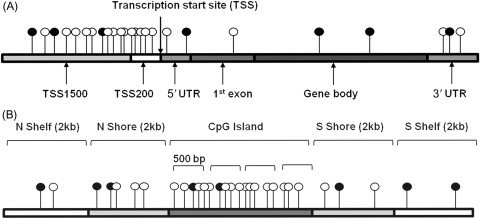 (A)
Transcription start site (TSS)
TSS1500
TSS200
5′ UTR
1st exon
Gene body
3′ UTR
(B)
N Shelf (2kb)
N Shore (2kb)
CpG Island
S Shore (2kb)
S Shelf (2kb)
500 bp